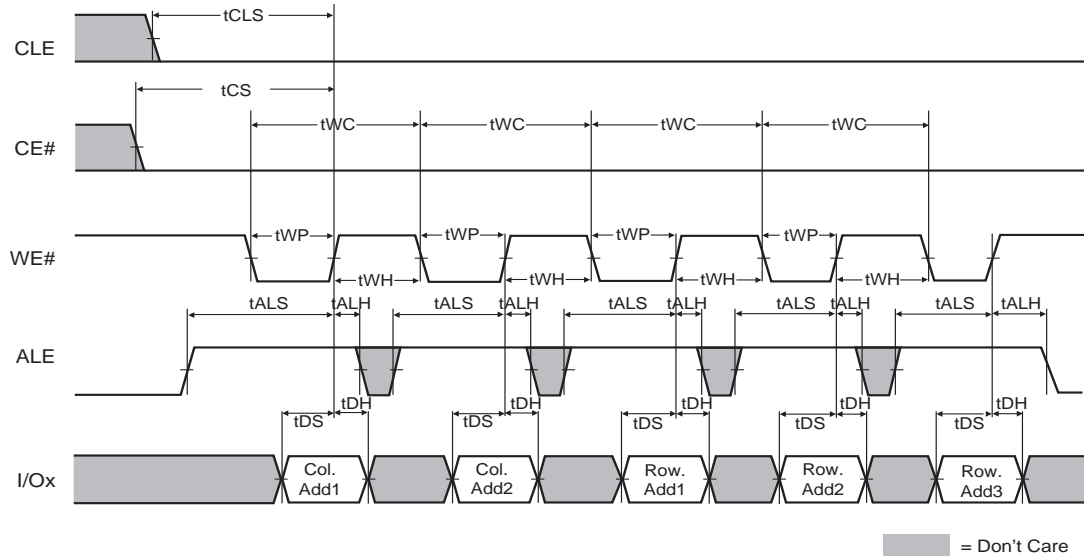 tCLS
CLE
tCS
tWC tWC tWC tWC
CE#
tWP tWP tWP tWP
WE#
tWH tWH tWH tWH
tALS tALH tALS tALH tALS tALH tALS tALH tALS tALH
ALE
tDH tDH tDH tDH tDH
tDS tDS tDS tDS tDS
I/Ox
Col. Add1
Col. Add2
Row. Add1
Row. Add2
Row. Add3
= Don't Care